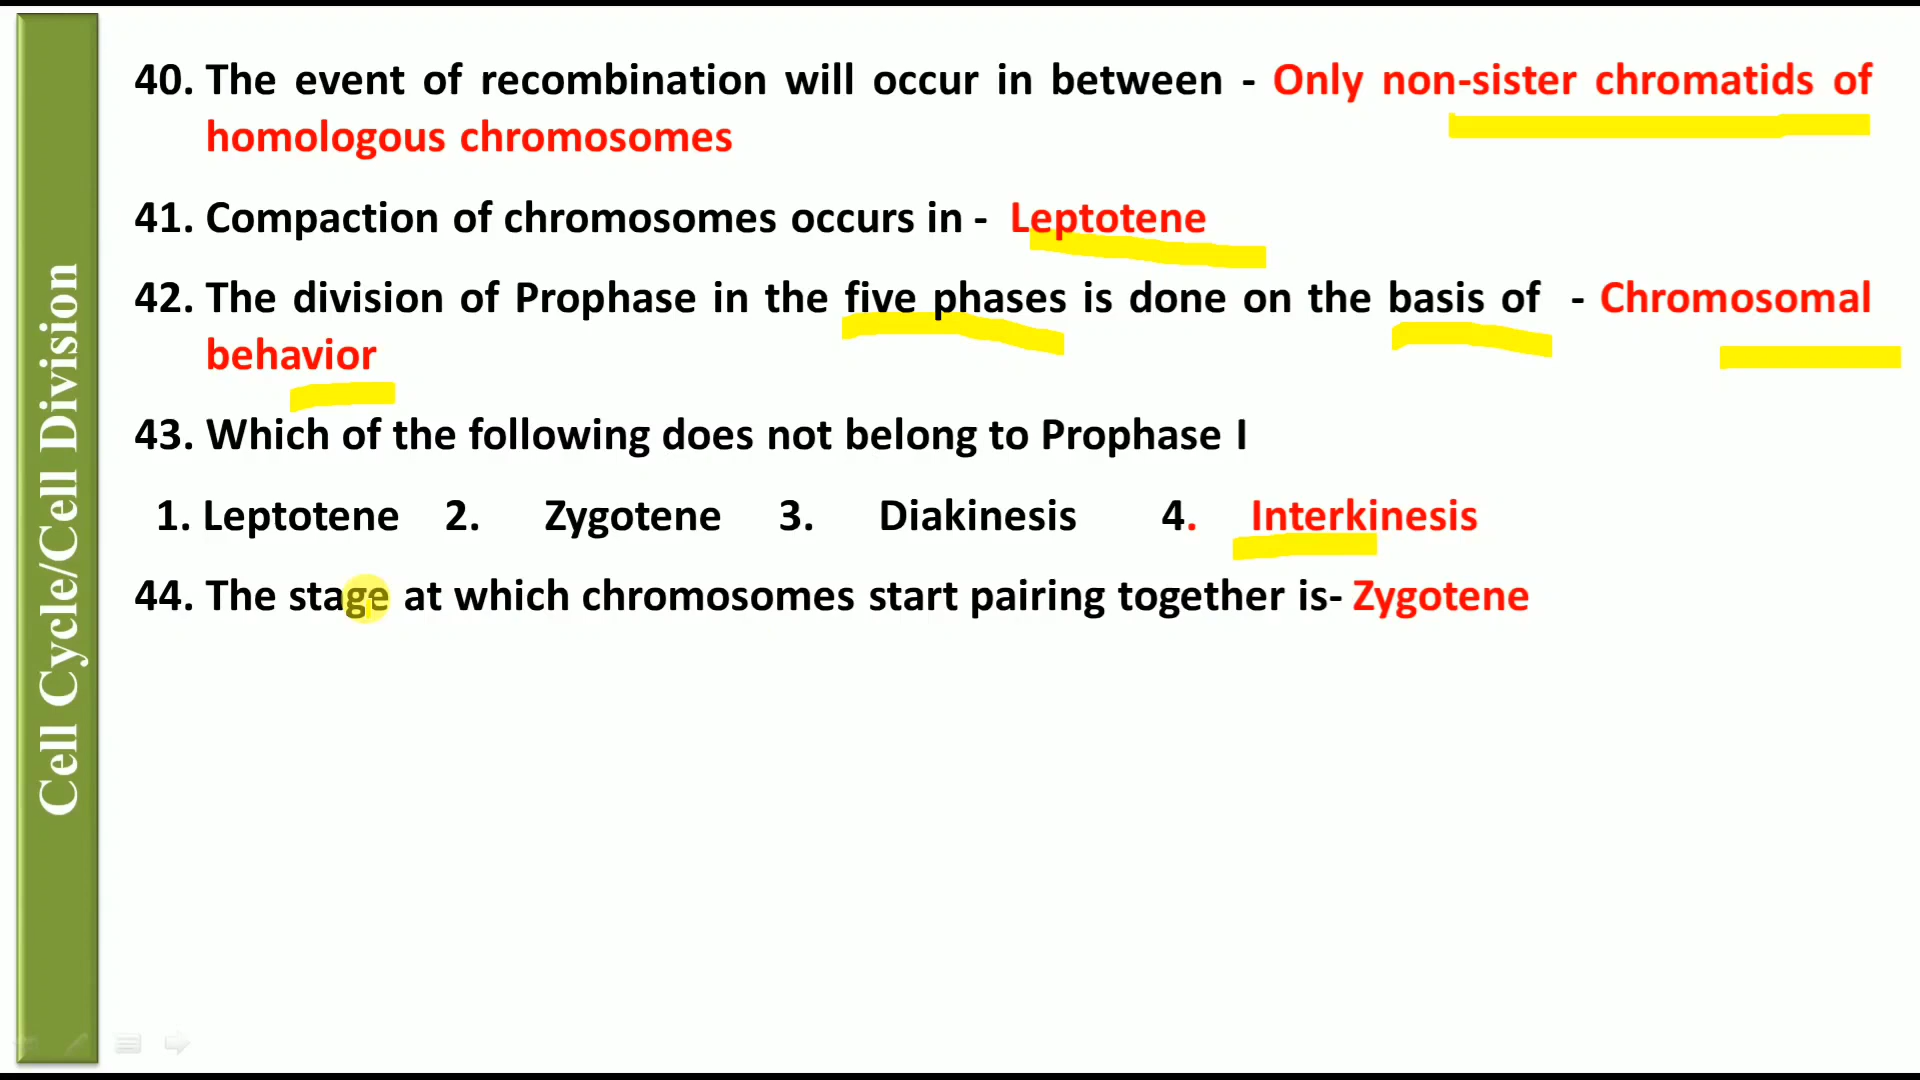 Cell Cycle/Cell Division
40. The event of recombination will occur in between - Only non-sister chromatids of
homologous chromosomes
41. Compaction of chromosomes occurs in - Leptotene
42. The division of Prophase in the five phases is done on the basis of - Chromosomal
behavior
43. Which of the following does not belong to Prophase I
1. Leptotene 2. Zygotene 3. Diakinesis 4. Interkinesis
44. The stage at which chromosomes start pairing together is- Zygotene